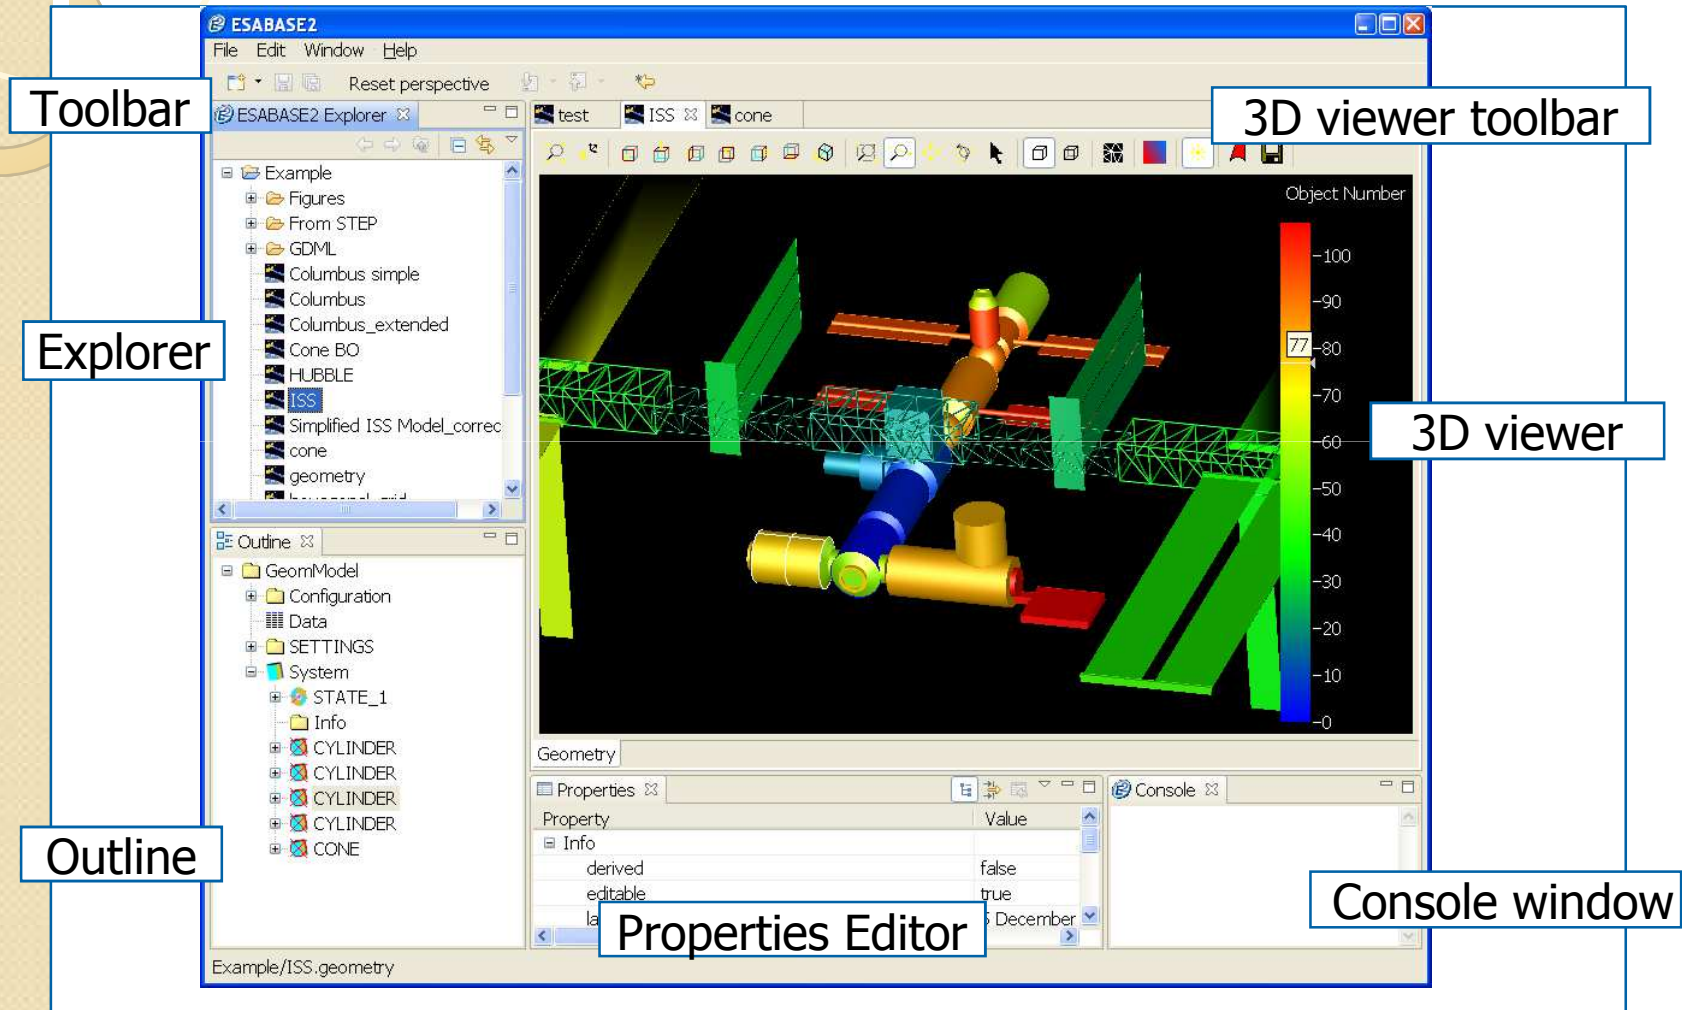 ESABASE2
File Edit Window Help
Reset perspective
Toolbar
ESABASE2 Explorer
test ISS cone
3D viewer toolbar
Example
Figures
From STEP
GDML
Columbus simple
Columbus
Columbus_extended
Cone BO
HUBBLE
ISS
Simplified ISS Model_correc
cone
geometry
Explorer
Object Number
100
90
77
80
70
60
50
40
30
20
10
0
3D viewer
Outline
GeomModel
Configuration
Data
SETTINGS
System
STATE_1
Info
CYLINDER
CYLINDER
CYLINDER
CYLINDER
CONE
Outline
Geometry
Properties
Property Value
Info
derived false
editable true
la 5 December
Properties Editor
Console
Console window
Example/ISS.geometry